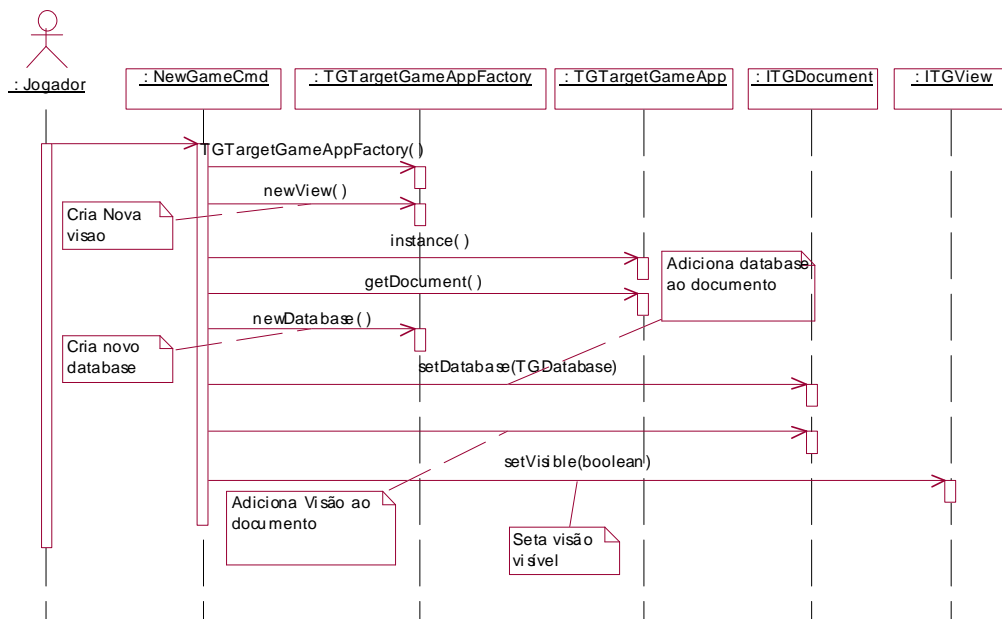 : Jogador
: NewGameCmd
: TGTargetGameAppFactory
: TGTargetGameApp
: ITGDocument
: ITGView
TGTargetGameAppFactory( )
newView( )
Cria Nova
visao
instance( )
Adiciona database
ao documento
getDocument( )
newDatabase( )
Cria novo
database
setDatabase(TGDatabase)
setVisible(boolean)
Adiciona Visão ao
documento
Seta visão
visível